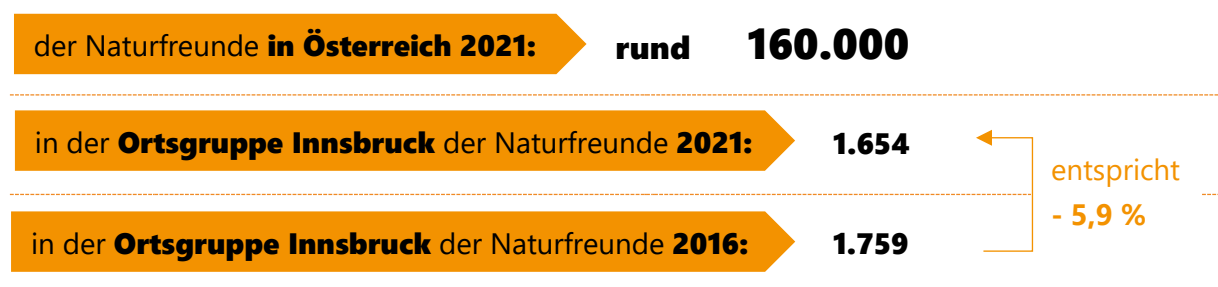 der Naturfreunde in Österreich 2021: rund 160.000
in der Ortsgruppe Innsbruck der Naturfreunde 2021: 1.654
entspricht
- 5,9 %
in der Ortsgruppe Innsbruck der Naturfreunde 2016: 1.759